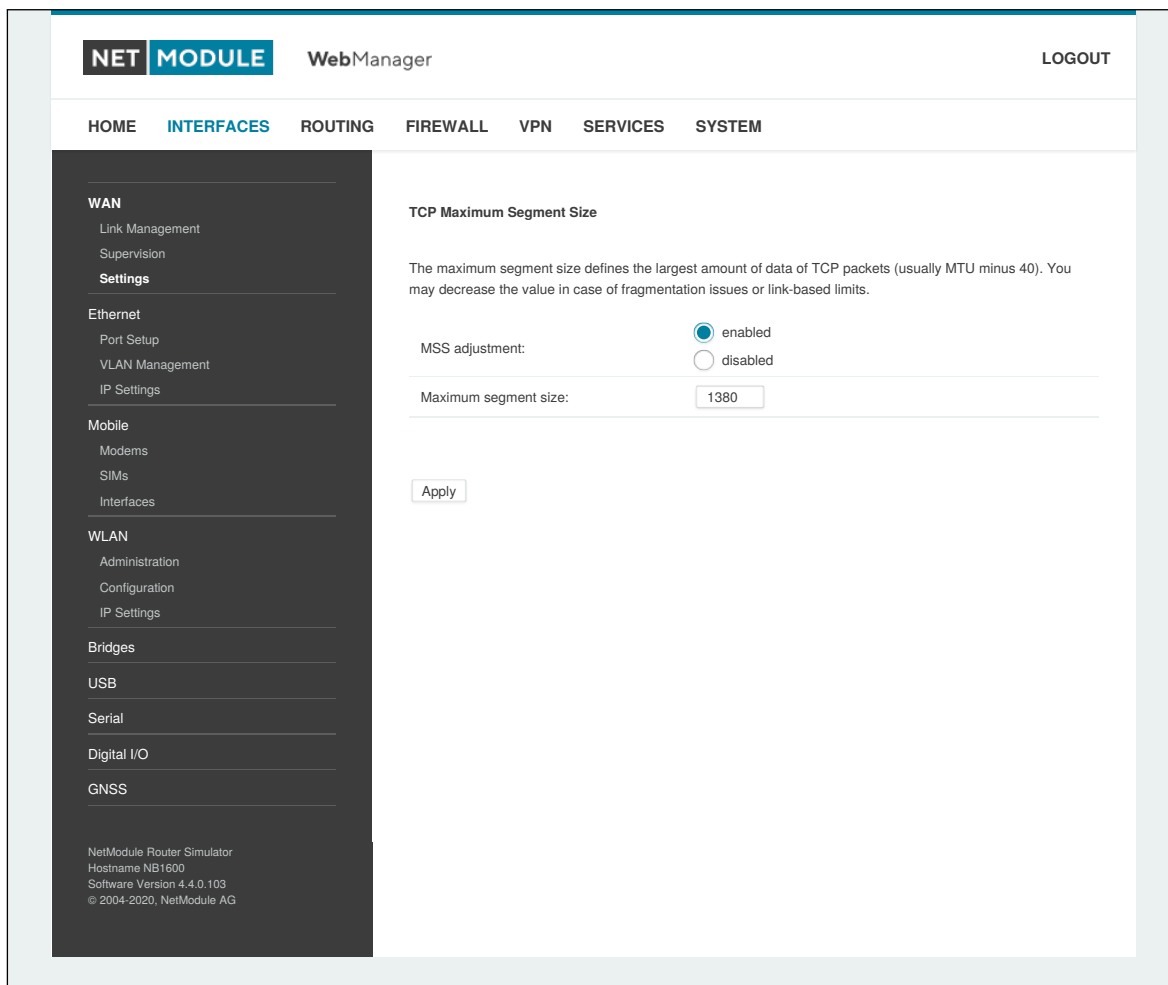 NET MODULE WebManager LOGOUT
HOME INTERFACES ROUTING FIREWALL VPN SERVICES SYSTEM
WAN
Link Management
Supervision
Settings
Ethernet
Port Setup
VLAN Management
IP Settings
Mobile
Modems
SIMs
Interfaces
WLAN
Administration
Configuration
IP Settings
Bridges
USB
Serial
Digital I/O
GNSS
NetModule Router Simulator
Hostname NB1600
Software Version 4.4.0.103
© 2004-2020, NetModule AG
TCP Maximum Segment Size
The maximum segment size defines the largest amount of data of TCP packets (usually MTU minus 40). You
may decrease the value in case of fragmentation issues or link-based limits.
MSS adjustment:
enabled
disabled
Maximum segment size: 1380
Apply